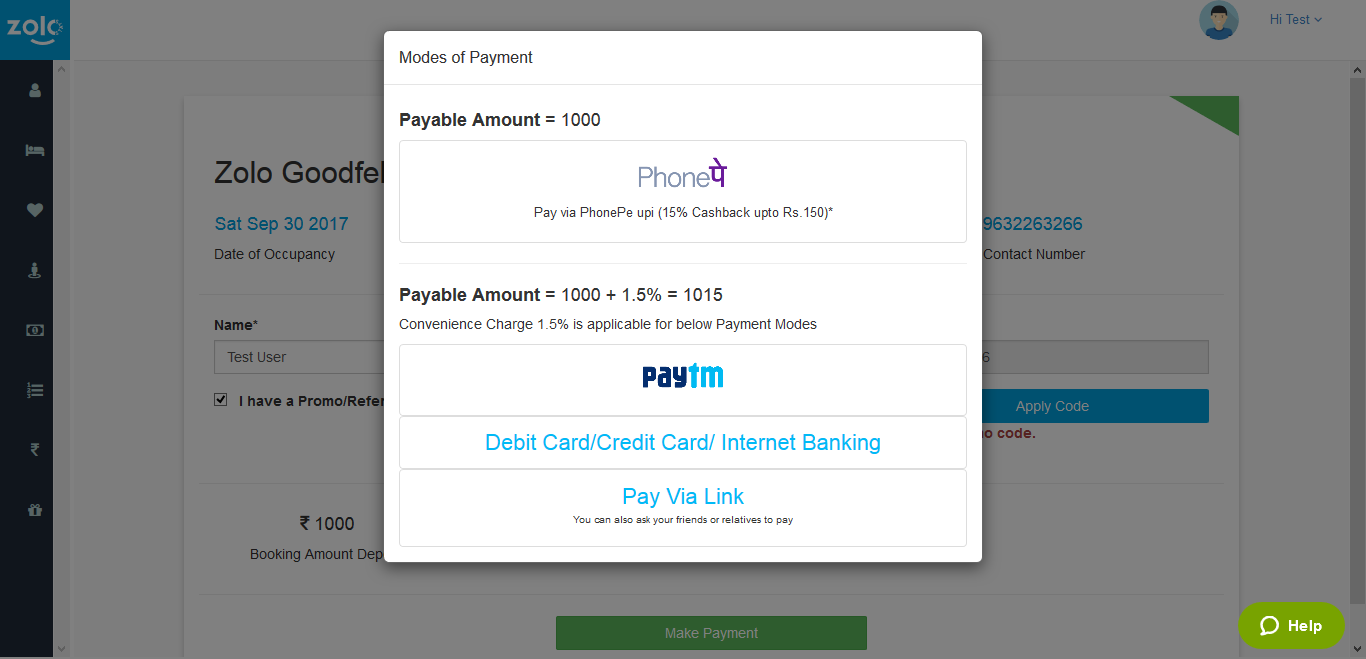 zolo
Hi Test
Modes of Payment
Payable Amount = 1000
Zolo Goodfel
PhonePe
Pay via PhonePe upi (15% Cashback upto Rs.150)*
Sat Sep 30 2017
9632263266
Date of Occupancy
Contact Number
Payable Amount = 1000 + 1.5% = 1015
Convenience Charge 1.5% is applicable for below Payment Modes
Name*
Test User
6
paytm
I have a Promo/Refer
Apply Code
no code.
Debit Card/Credit Card/ Internet Banking
Pay Via Link
You can also ask your friends or relatives to pay
₹ 1000
Booking Amount Dep
Make Payment
Help